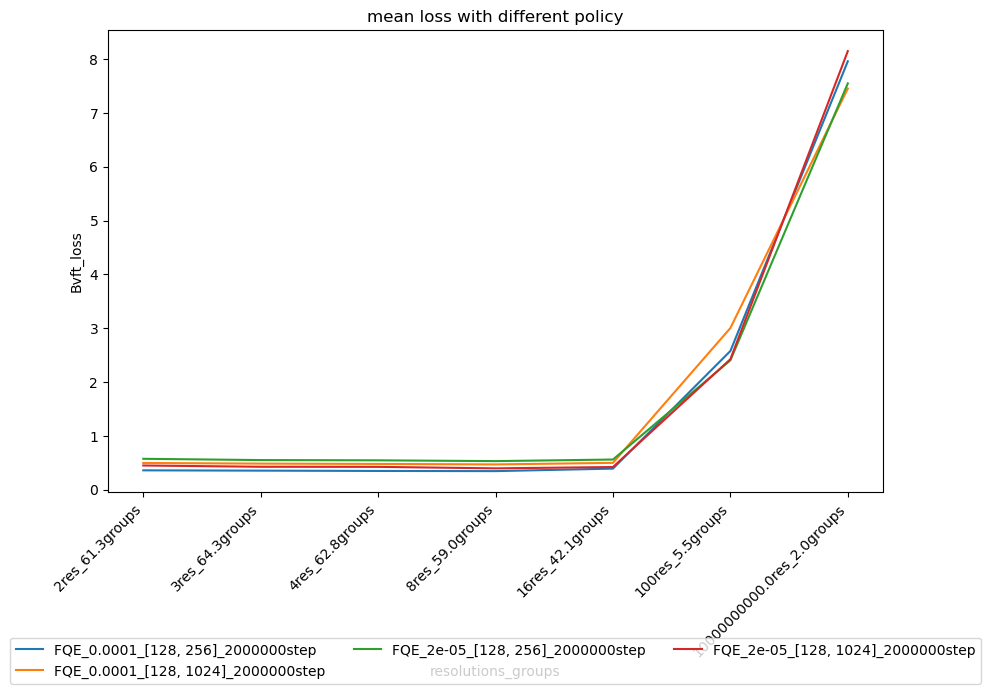 mean loss with different policy
8
7
6
5
4
3
2
1
0
Bvft_loss
2res_61.3groups
3res_64.3groups
4res_62.8groups
8res_59.0groups
16res_42.1groups
100res_5.5groups
resolutions_groups
FQE_0.0001_[128, 256]_2000000step
FQE_0.0001_[128, 1024]_2000000step
FQE_2e-05_[128, 256]_2000000step
FQE_2e-05_[128, 1024]_2000000step